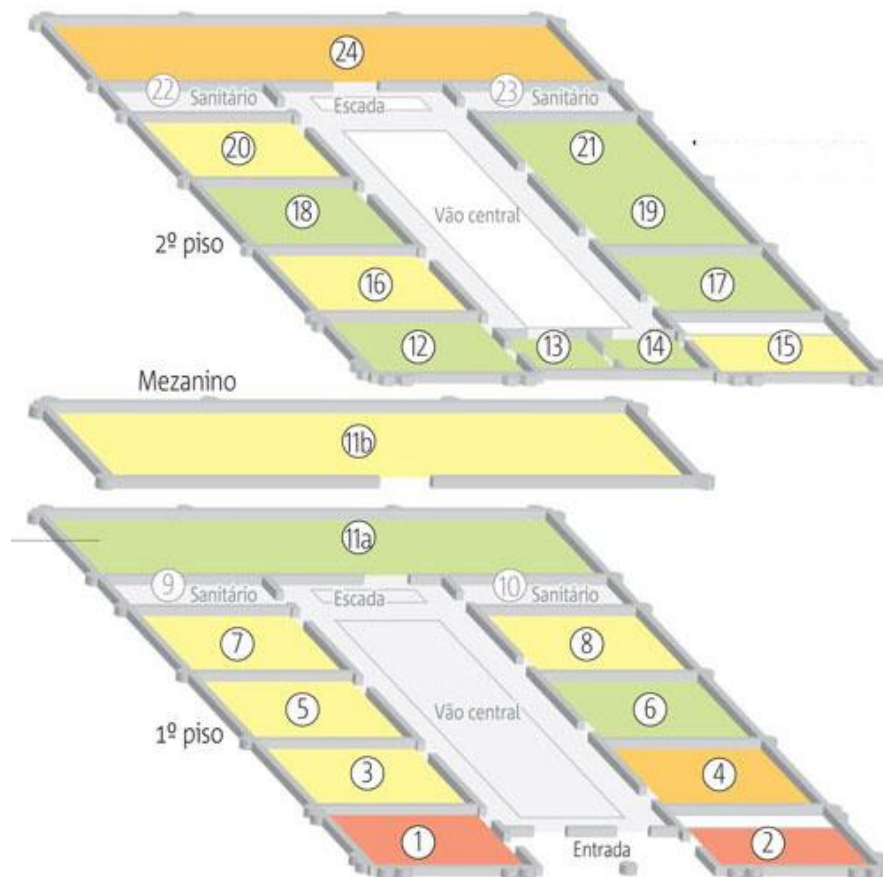 24
22 Sanitário
23 Sanitário
Escada
20
21
18
Vão central
19
2º piso
16
17
12
13
14
15
Mezanino
11b
11a
9 Sanitário
Escada
10 Sanitário
7
8
5
Vão central
6
1º piso
3
4
1
Entrada
2